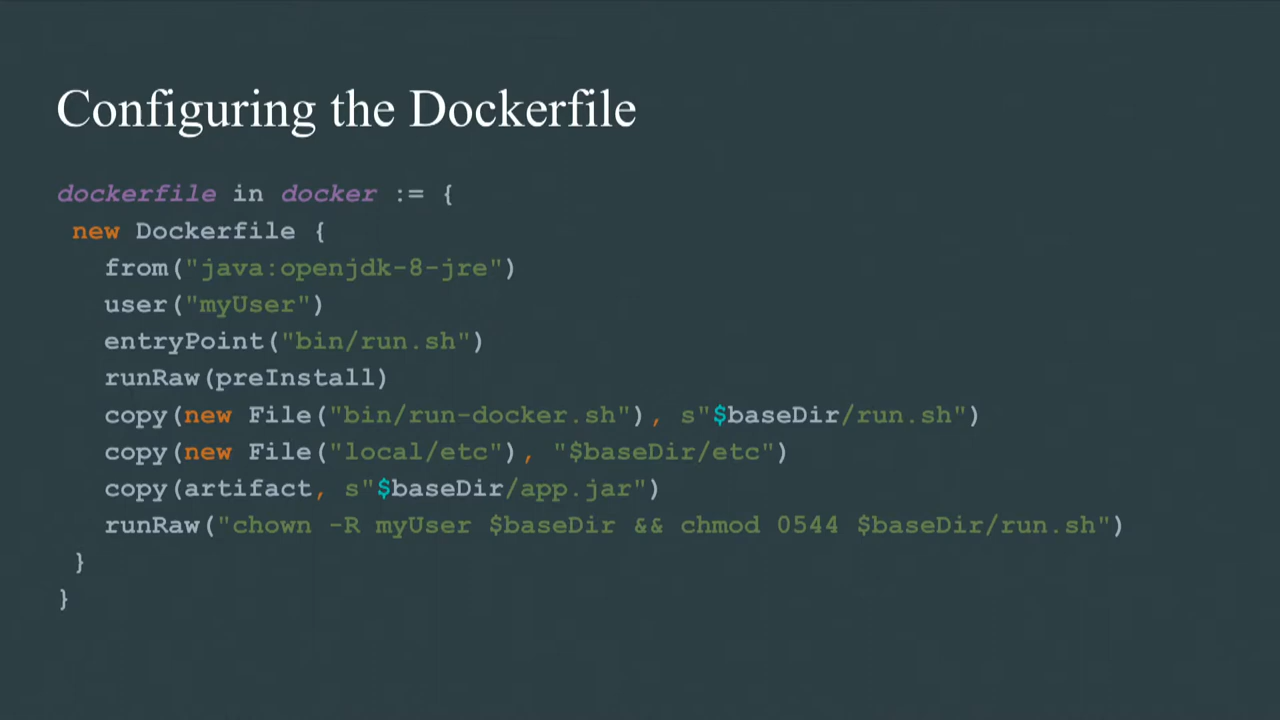 Configuring the Dockerfile
dockerfile in docker := {
new Dockerfile {
from("java:openjdk-8-jre")
user("myUser")
entryPoint("bin/run.sh")
runRaw(preInstall)
copy(new File("bin/run-docker.sh"), s"$baseDir/run.sh")
copy(new File("local/etc"), "$baseDir/etc")
copy(artifact, s"$baseDir/app.jar")
runRaw("chown -R myUser $baseDir && chmod 0544 $baseDir/run.sh")
}
}